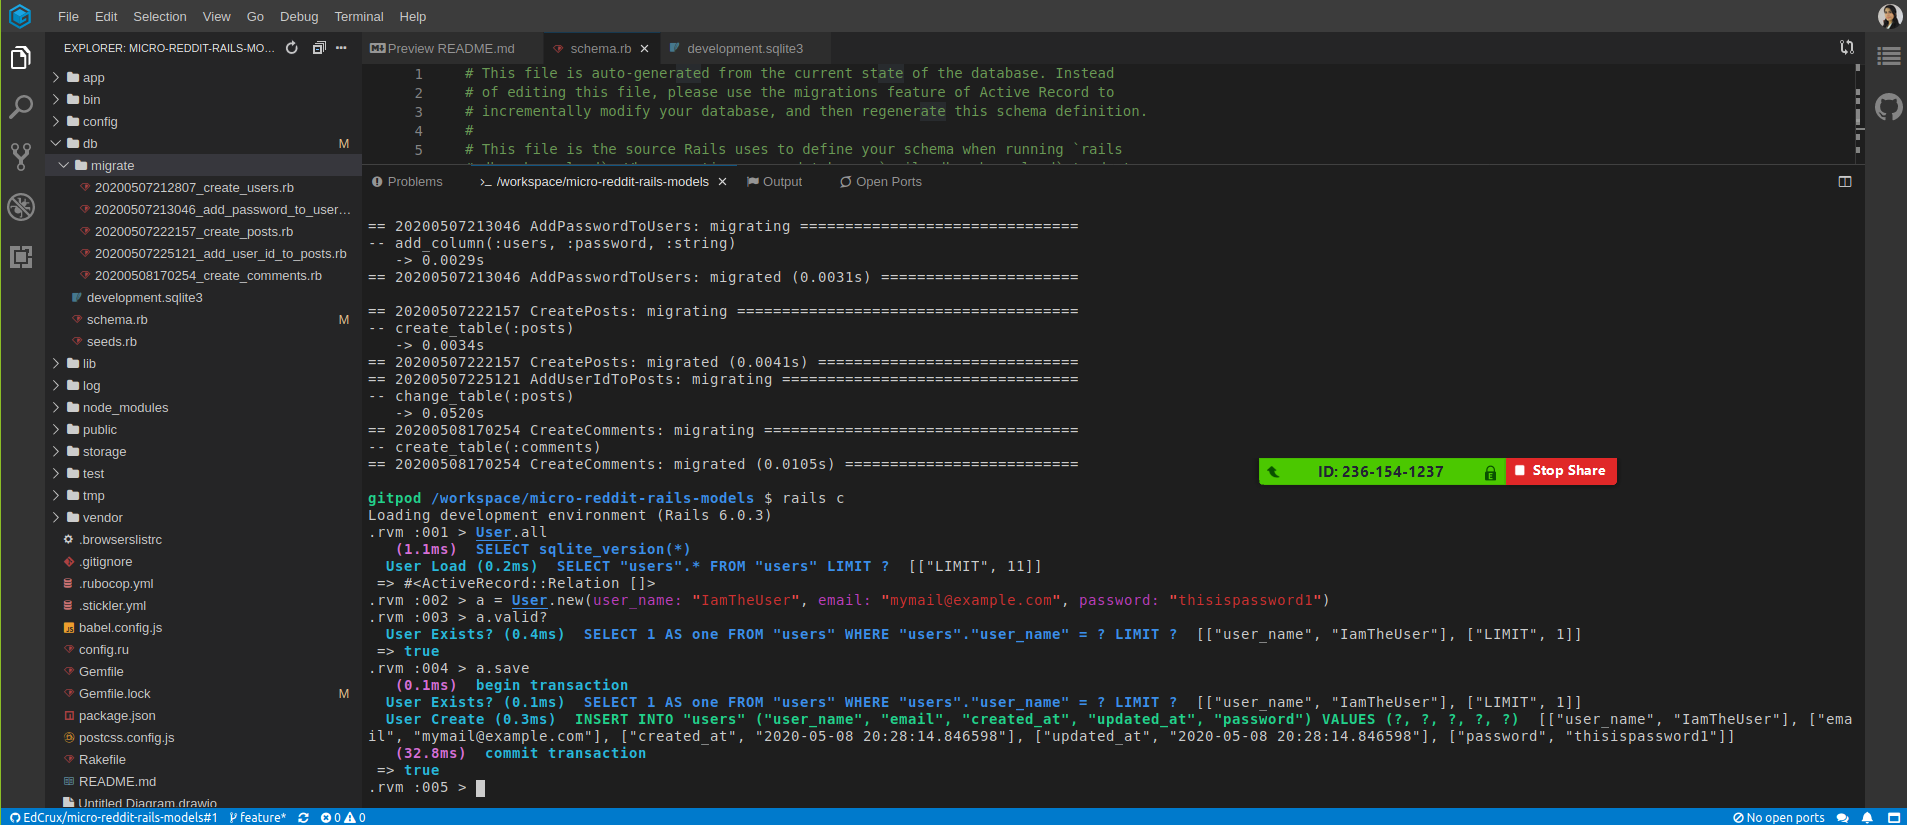 File Edit Selection View Go Debug Terminal Help
EXPLORER: MICRO-REDDIT-RAILS-MO...
app
bin
config
db M
migrate
20200507212807_create_users.rb
20200507213046_add_password_to_user...
20200507222157_create_posts.rb
20200507225121_add_user_id_to_posts.rb
20200508170254_create_comments.rb
development.sqlite3
schema.rb M
seeds.rb
lib
log
node_modules
public
storage
test
tmp
vendor
.browserslistrc
.gitignore
.rubocop.yml
.stickler.yml
babel.config.js
config.ru
Gemfile
Gemfile.lock M
package.json
postcss.config.js
Rakefile
README.md
Untitled Diagram.drawio
Preview README.md schema.rb development.sqlite3
1 # This file is auto-generated from the current state of the database. Instead
2 # of editing this file, please use the migrations feature of Active Record to
3 # incrementally modify your database, and then regenerate this schema definition.
4 #
5 # This file is the source Rails uses to define your schema when running `rails
Problems >_ /workspace/micro-reddit-rails-models Output Open Ports
== 20200507213046 AddPasswordToUsers: migrating ===============================
-- add_column(:users, :password, :string)
-> 0.0029s
== 20200507213046 AddPasswordToUsers: migrated (0.0031s) ======================
== 20200507222157 CreatePosts: migrating ======================================
-- create_table(:posts)
-> 0.0034s
== 20200507222157 CreatePosts: migrated (0.0041s) =============================
== 20200507225121 AddUserIdToPosts: migrating =================================
-- change_table(:posts)
-> 0.0520s
== 20200508170254 CreateComments: migrating ===================================
-- create_table(:comments)
== 20200508170254 CreateComments: migrated (0.0105s) ==========================
ID: 236-154-1237 Stop Share
gitpod /workspace/micro-reddit-rails-models $ rails c
Loading development environment (Rails 6.0.3)
.rvm :001 > User.all
(1.1ms) SELECT sqlite_version(*)
User Load (0.2ms) SELECT "users".* FROM "users" LIMIT ? [["LIMIT", 11]]
=> #<ActiveRecord::Relation []>
.rvm :002 > a = User.new(user_name: "IamTheUser", email: "mymail@example.com", password: "thisispassword1")
.rvm :003 > a.valid?
User Exists? (0.4ms) SELECT 1 AS one FROM "users" WHERE "users"."user_name" = ? LIMIT ? [["user_name", "IamTheUser"], ["LIMIT", 1]]
=> true
.rvm :004 > a.save
(0.1ms) begin transaction
User Exists? (0.1ms) SELECT 1 AS one FROM "users" WHERE "users"."user_name" = ? LIMIT ? [["user_name", "IamTheUser"], ["LIMIT", 1]]
User Create (0.3ms) INSERT INTO "users" ("user_name", "email", "created_at", "updated_at", "password") VALUES (?, ?, ?, ?, ?) [["user_name", "IamTheUser"], ["ema
il", "mymail@example.com"], ["created_at", "2020-05-08 20:28:14.846598"], ["updated_at", "2020-05-08 20:28:14.846598"], ["password", "thisispassword1"]]
(32.8ms) commit transaction
=> true
.rvm :005 >
EdCrux/micro-reddit-rails-models#1 feature* 0 0 No open ports